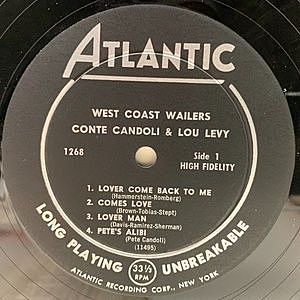 ATLANTIC
WEST COAST WAILERS
CONTE CANDOLI & LOU LEVY
1268
Side 1
HIGH FIDELITY
1. LOVER COME BACK TO ME
(Hammerstein-Romberg)
2. COMES LOVE
(Brown-Tobias-Stept)
3. LOVER MAN
(Davis-Ramirez-Sherman)
4. PETE'S ALIBI
(Pete Candoli)
(11495)
LONG PLAYING 33⅓ RPM UNBREAKABLE
ATLANTIC RECORDING CORP., NEW YORK